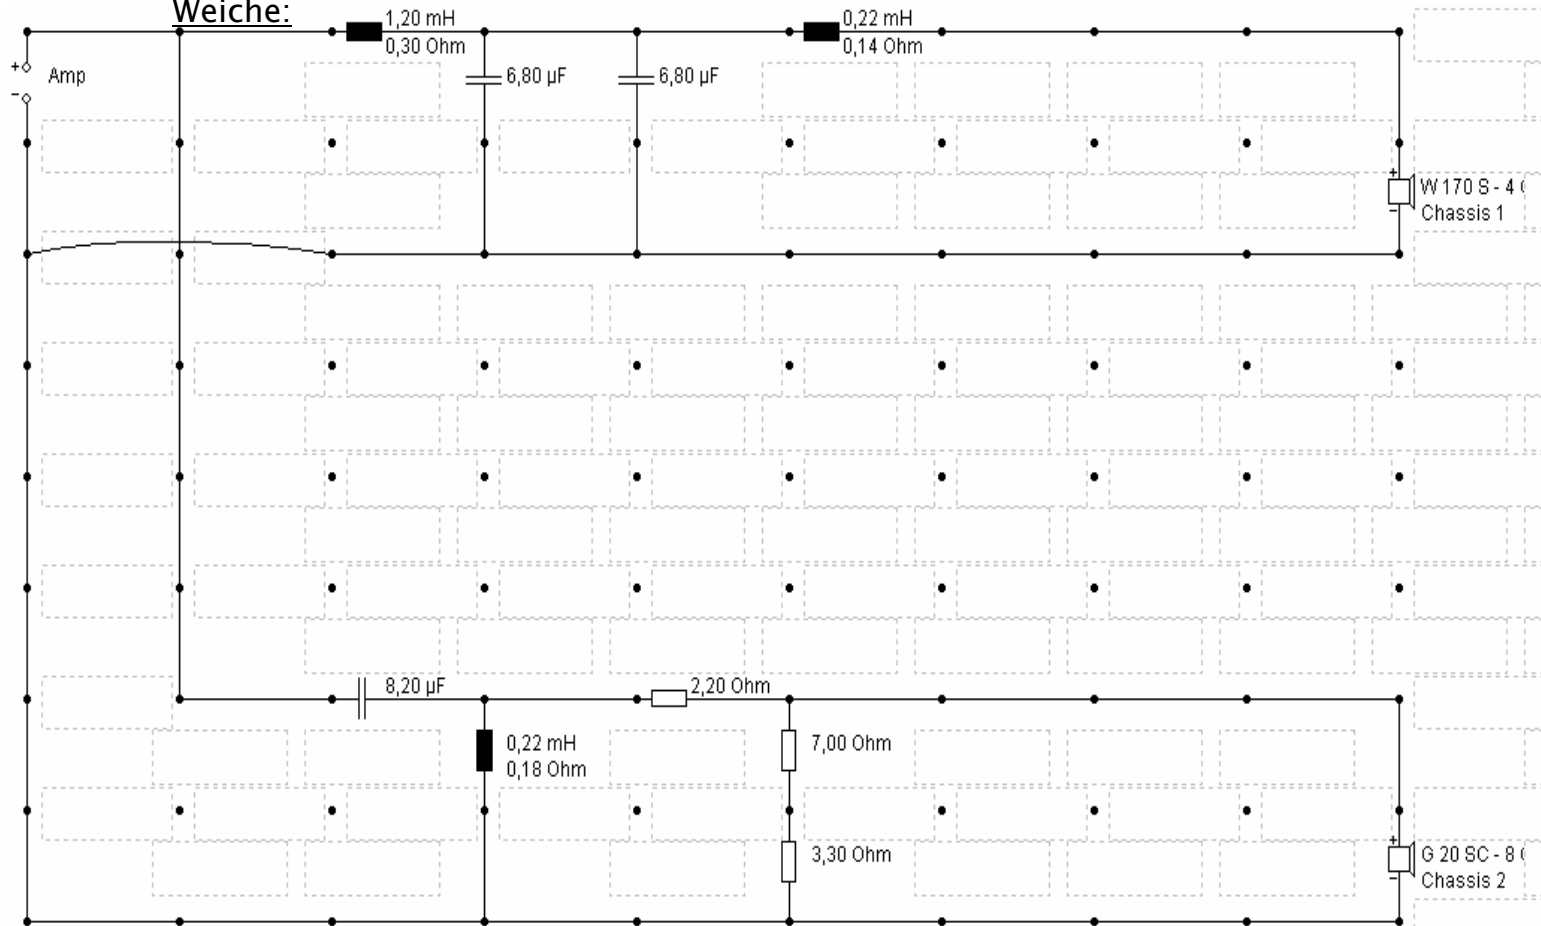 Weiche:
1,20 mH
0,30 Ohm
0,22 mH
0,14 Ohm
+
Amp
−
6,80 µF
6,80 µF
+
W 170 S - 4
−
Chassis 1
8,20 µF
2,20 Ohm
0,22 mH
0,18 Ohm
7,00 Ohm
3,30 Ohm
+
G 20 SC - 8
−
Chassis 2